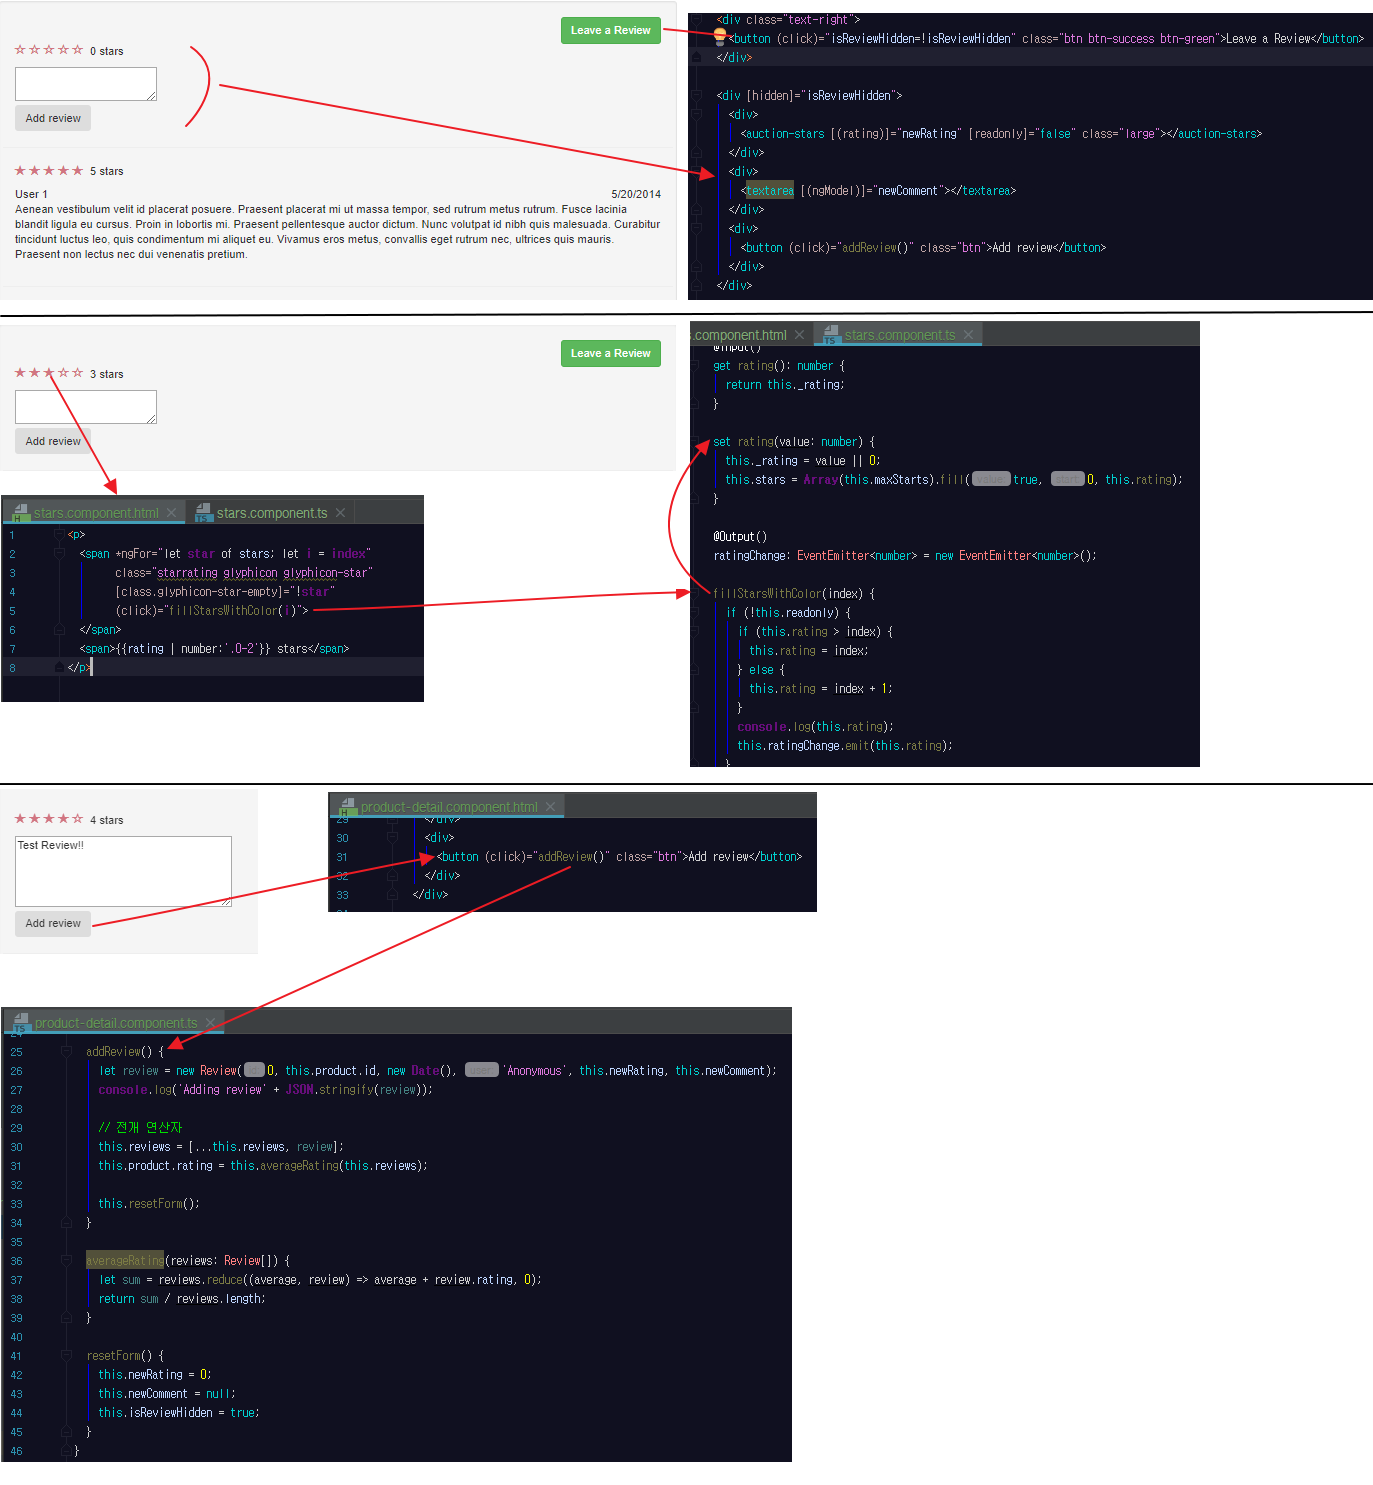 Leave a Review
0 stars
Add review
5 stars
User 1 5/20/2014
Aenean vestibulum velit id placerat posuere. Praesent placerat mi ut massa tempor, sed rutrum metus rutrum. Fusce lacinia
blandit ligula eu cursus. Proin in lobortis mi. Praesent pellentesque auctor dictum. Nunc volutpat id nibh quis malesuada. Curabitur
tincidunt luctus leo, quis condimentum mi aliquet eu. Vivamus eros metus, convallis eget rutrum nec, ultrices quis mauris.
Praesent non lectus nec dui venenatis pretium.
<div class="text-right">
<button (click)="isReviewHidden=!isReviewHidden" class="btn btn-success btn-green">Leave a Review</button>
</div>
<div [hidden]="isReviewHidden">
<div>
<auction-stars [(rating)]="newRating" [readonly]="false" class="large"></auction-stars>
</div>
<div>
<textarea [(ngModel)]="newComment"></textarea>
</div>
<div>
<button (click)="addReview()" class="btn">Add review</button>
</div>
</div>
Leave a Review
3 stars
Add review
stars.component.html stars.component.ts
1 <p>
2 <span *ngFor="let star of stars; let i = index"
3 class="starrating glyphicon glyphicon-star"
4 [class.glyphicon-star-empty]="!star"
5 (click)="fillStarsWithColor(i)">
6 </span>
7 <span>{{rating | number:'.0-2'}} stars</span>
8 </p>
s.component.html stars.component.ts
@Input()
get rating(): number {
return this._rating;
}
set rating(value: number) {
this._rating = value || 0;
this.stars = Array(this.maxStarts).fill( value: true, start: 0, this.rating);
}
@Output()
ratingChange: EventEmitter<number> = new EventEmitter<number>();
fillStarsWithColor(index) {
if (!this.readonly) {
if (this.rating > index) {
this.rating = index;
} else {
this.rating = index + 1;
}
console.log(this.rating);
this.ratingChange.emit(this.rating);
}
4 stars
Test Review!!
Add review
product-detail.component.html
29 </div>
30 <div>
31 <button (click)="addReview()" class="btn">Add review</button>
32 </div>
33 </div>
product-detail.component.ts
24
25 addReview() {
26 let review = new Review( id: 0, this.product.id, new Date(), user: 'Anonymous', this.newRating, this.newComment);
27 console.log('Adding review' + JSON.stringify(review));
28
29 // 전개 연산자
30 this.reviews = [...this.reviews, review];
31 this.product.rating = this.averageRating(this.reviews);
32
33 this.resetForm();
34 }
35
36 averageRating(reviews: Review[]) {
37 let sum = reviews.reduce((average, review) => average + review.rating, 0);
38 return sum / reviews.length;
39 }
40
41 resetForm() {
42 this.newRating = 0;
43 this.newComment = null;
44 this.isReviewHidden = true;
45 }
46 }